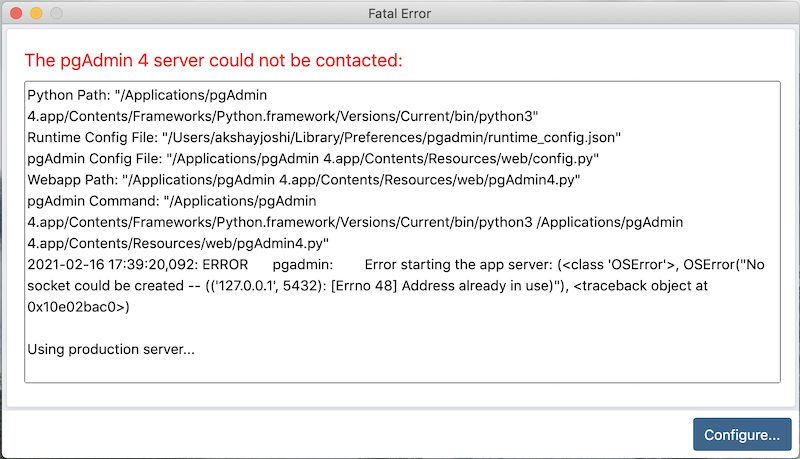 Fatal Error
The pgAdmin 4 server could not be contacted:
Python Path: "/Applications/pgAdmin
4.app/Contents/Frameworks/Python.framework/Versions/Current/bin/python3"
Runtime Config File: "/Users/akshayjoshi/Library/Preferences/pgadmin/runtime_config.json"
pgAdmin Config File: "/Applications/pgAdmin 4.app/Contents/Resources/web/config.py"
Webapp Path: "/Applications/pgAdmin 4.app/Contents/Resources/web/pgAdmin4.py"
pgAdmin Command: "/Applications/pgAdmin
4.app/Contents/Frameworks/Python.framework/Versions/Current/bin/python3 /Applications/pgAdmin
4.app/Contents/Resources/web/pgAdmin4.py"
2021-02-16 17:39:20,092: ERROR pgadmin: Error starting the app server: (<class 'OSError'>, OSError("No
socket could be created -- (('127.0.0.1', 5432): [Errno 48] Address already in use)"), <traceback object at
0x10e02bac0>)
Using production server...
Configure...